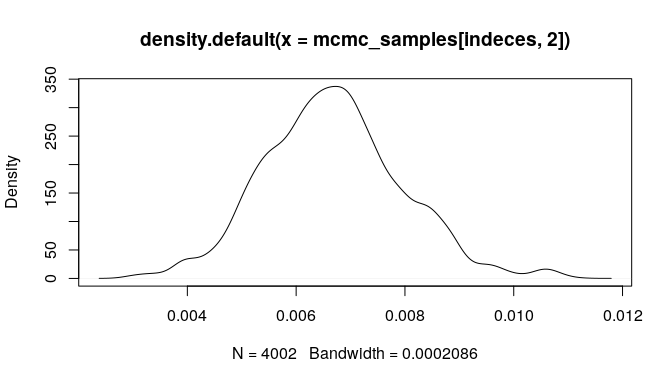 density.default(x = mcmc_samples[indeces, 2])
350
250
150
50
0
Density
0.004 0.006 0.008 0.010 0.012
N = 4002 Bandwidth = 0.0002086